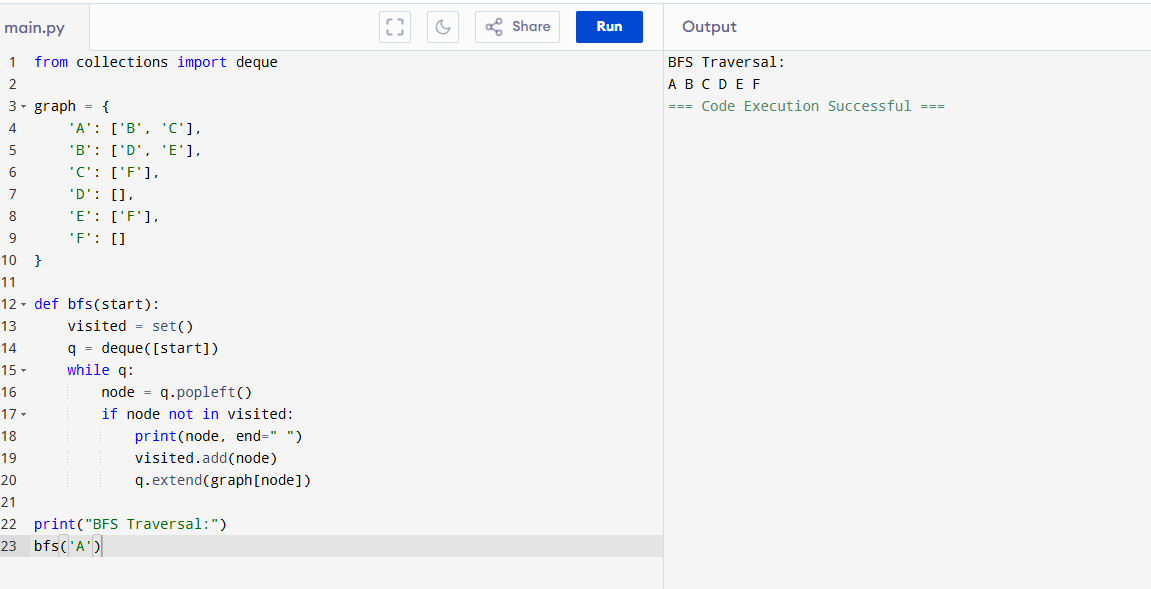 main.py
Share
Run
Output
1 from collections import deque
2
3 graph = {
4     'A': ['B', 'C'],
5     'B': ['D', 'E'],
6     'C': ['F'],
7     'D': [],
8     'E': ['F'],
9     'F': []
10 }
11
12 def bfs(start):
13     visited = set()
14     q = deque([start])
15     while q:
16         node = q.popleft()
17         if node not in visited:
18             print(node, end=" ")
19             visited.add(node)
20             q.extend(graph[node])
21
22 print("BFS Traversal:")
23 bfs('A')
BFS Traversal:
A B C D E F
=== Code Execution Successful ===